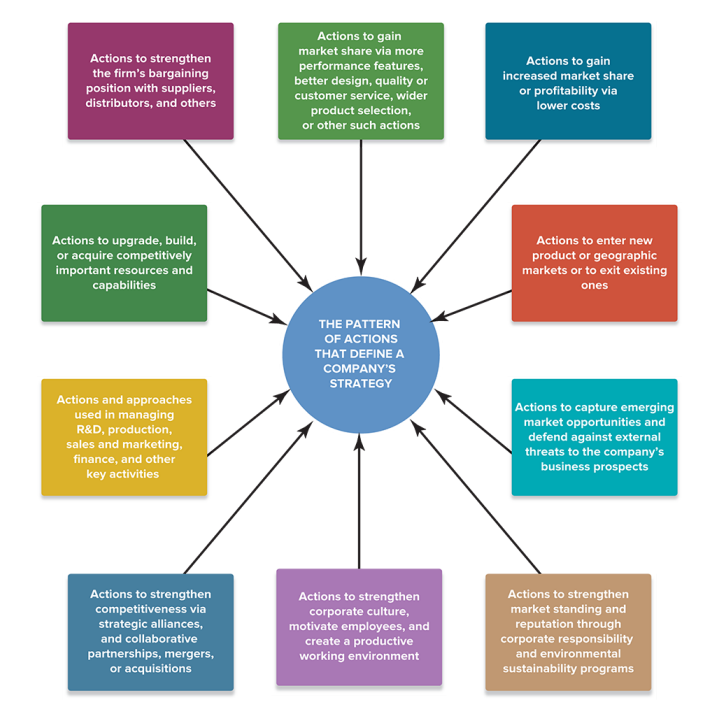 Actions to strengthen
the firm's bargaining
position with suppliers,
distributors, and others
Actions to gain
market share via more
performance features,
better design, quality or
customer service, wider
product selection,
or other such actions
Actions to gain
increased market share
or profitability via
lower costs
Actions to upgrade, build,
or acquire competitively
important resources and
capabilities
Actions to enter new
product or geographic
markets or to exit existing
ones
THE PATTERN
OF ACTIONS
THAT DEFINE A
COMPANY'S
STRATEGY
Actions and approaches
used in managing
R&D, production,
sales and marketing,
finance, and other
key activities
Actions to capture emerging
market opportunities and
defend against external
threats to the company's
business prospects
Actions to strengthen
competitiveness via
strategic alliances,
and collaborative
partnerships, mergers,
or acquisitions
Actions to strengthen
corporate culture,
motivate employees, and
create a productive
working environment
Actions to strengthen
market standing and
reputation through
corporate responsibility
and environmental
sustainability programs